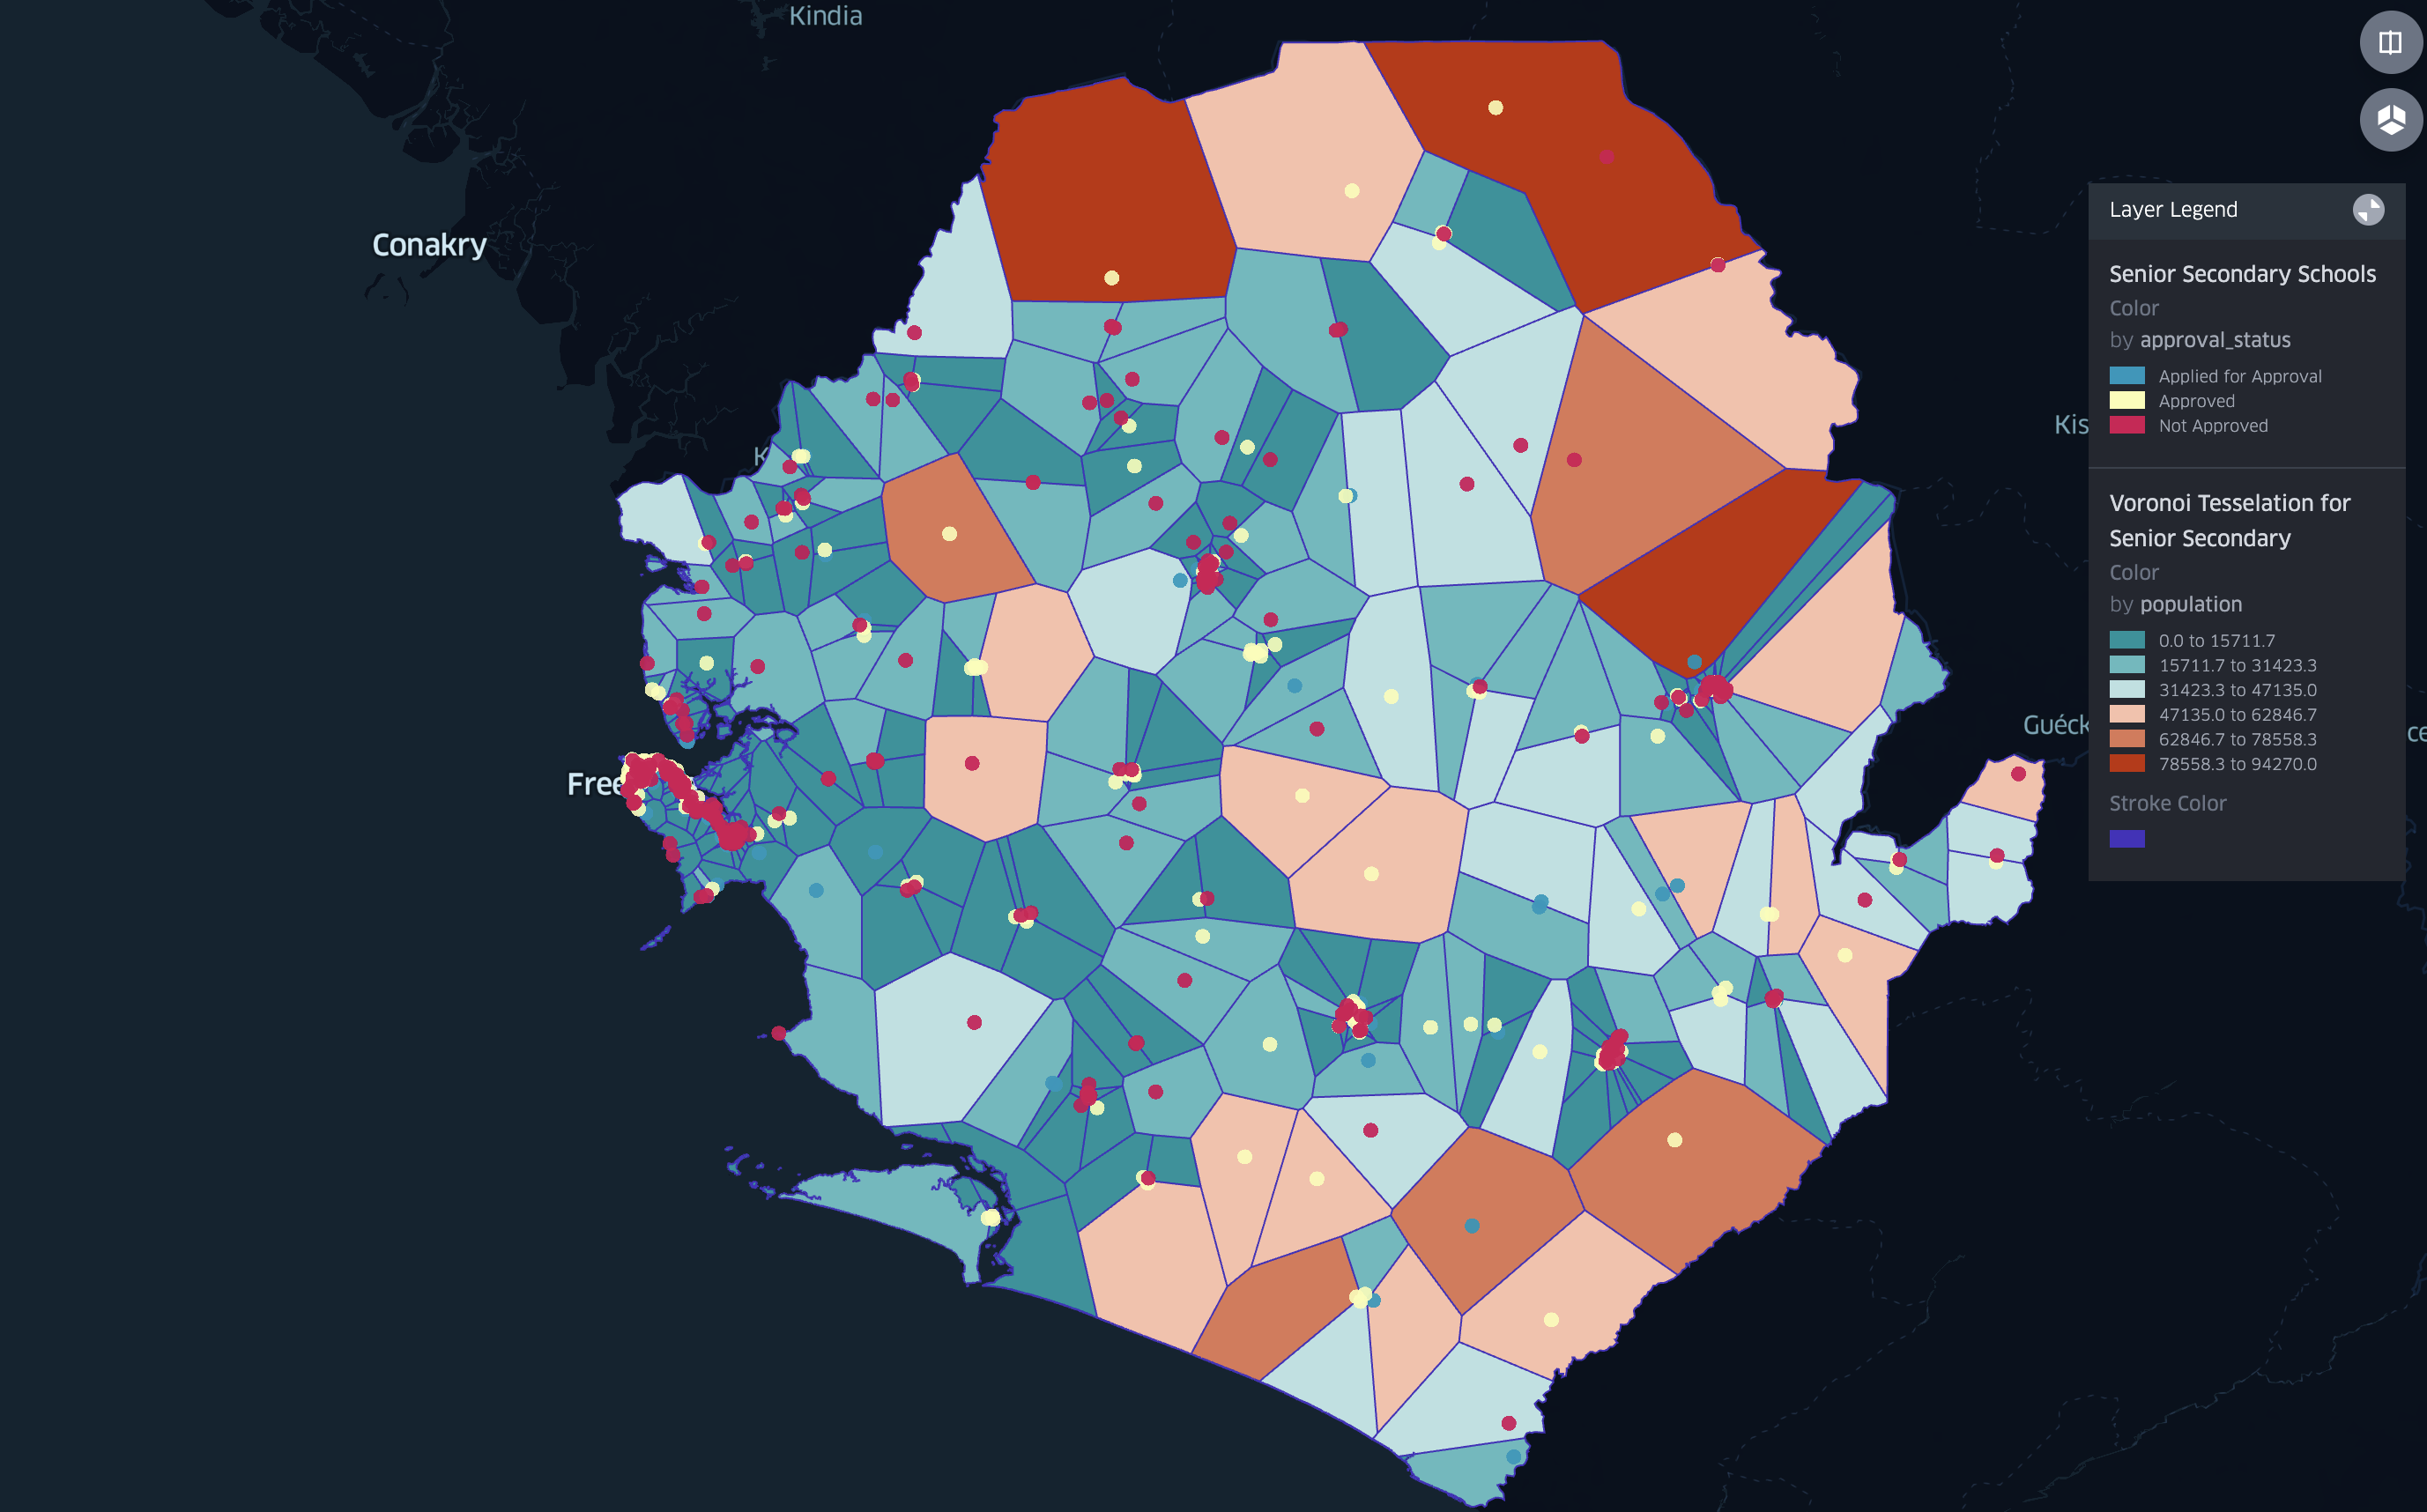 Kindia
Conakry
K
Kis
Guéck
ce
Free
Layer Legend
Senior Secondary Schools
Color
by approval_status
Applied for Approval
Approved
Not Approved
Voronoi Tesselation for
Senior Secondary
Color
by population
0.0 to 15711.7
15711.7 to 31423.3
31423.3 to 47135.0
47135.0 to 62846.7
62846.7 to 78558.3
78558.3 to 94270.0
Stroke Color